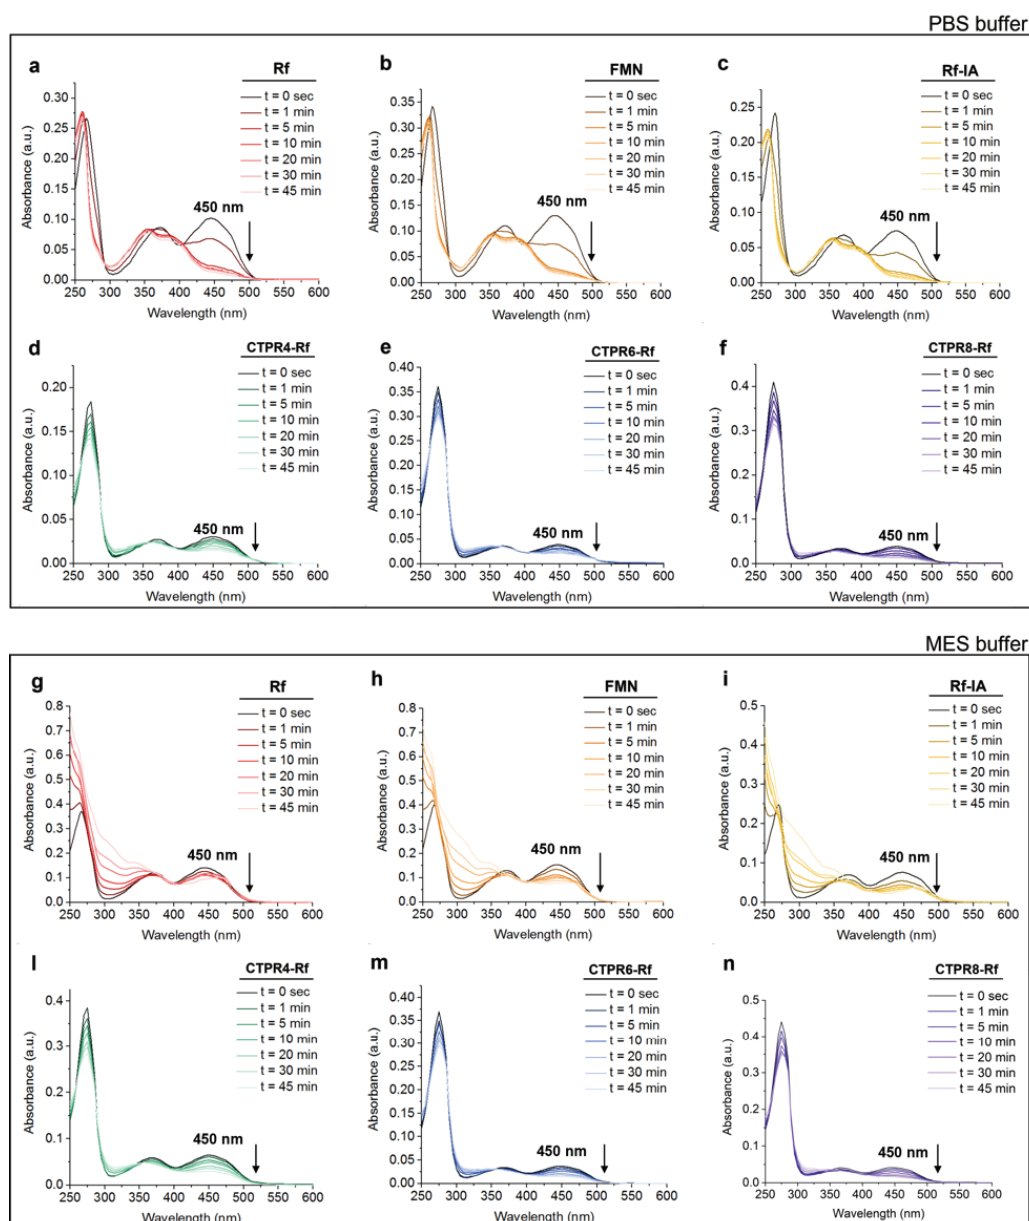 PBS buffer
a
Rf
t = 0 sec
t = 1 min
t = 5 min
t = 10 min
t = 20 min
t = 30 min
t = 45 min
450 nm
0.35
0.30
0.25
0.20
0.15
0.10
0.05
0.00
250 300 350 400 450 500 550 600
Absorbance (a.u.)
Wavelength (nm)
b
FMN
t = 0 sec
t = 1 min
t = 5 min
t = 10 min
t = 20 min
t = 30 min
t = 45 min
450 nm
0.35
0.30
0.25
0.20
0.15
0.10
0.05
0.00
250 300 350 400 450 500 550 600
Absorbance (a.u.)
Wavelength (nm)
c
Rf-IA
t = 0 sec
t = 1 min
t = 5 min
t = 10 min
t = 20 min
t = 30 min
t = 45 min
450 nm
0.25
0.20
0.15
0.10
0.05
0.00
250 300 350 400 450 500 550 600
Absorbance (a.u.)
Wavelength (nm)
d
CTPR4-Rf
t = 0 sec
t = 1 min
t = 5 min
t = 10 min
t = 20 min
t = 30 min
t = 45 min
450 nm
0.20
0.15
0.10
0.05
0.00
250 300 350 400 450 500 550 600
Absorbance (a.u.)
Wavelength (nm)
e
CTPR6-Rf
t = 0 sec
t = 1 min
t = 5 min
t = 10 min
t = 20 min
t = 30 min
t = 45 min
450 nm
0.40
0.35
0.30
0.25
0.20
0.15
0.10
0.05
0.00
250 300 350 400 450 500 550 600
Absorbance (a.u.)
Wavelength (nm)
f
CTPR8-Rf
t = 0 sec
t = 1 min
t = 5 min
t = 10 min
t = 20 min
t = 30 min
t = 45 min
450 nm
0.4
0.3
0.2
0.1
0.0
250 300 350 400 450 500 550 600
Absorbance (a.u.)
Wavelength (nm)
MES buffer
g
Rf
t = 0 sec
t = 1 min
t = 5 min
t = 10 min
t = 20 min
t = 30 min
t = 45 min
450 nm
0.8
0.7
0.6
0.5
0.4
0.3
0.2
0.1
0.0
250 300 350 400 450 500 550 600
Absorbance (a.u.)
Wavelength (nm)
h
FMN
t = 0 sec
t = 1 min
t = 5 min
t = 10 min
t = 20 min
t = 30 min
t = 45 min
450 nm
0.8
0.7
0.6
0.5
0.4
0.3
0.2
0.1
0.0
250 300 350 400 450 500 550 600
Absorbance (a.u.)
Wavelength (nm)
i
Rf-IA
t = 0 sec
t = 1 min
t = 5 min
t = 10 min
t = 20 min
t = 30 min
t = 45 min
450 nm
0.5
0.4
0.3
0.2
0.1
0.0
250 300 350 400 450 500 550 600
Absorbance (a.u.)
Wavelength (nm)
l
CTPR4-Rf
t = 0 sec
t = 1 min
t = 5 min
t = 10 min
t = 20 min
t = 30 min
t = 45 min
450 nm
0.4
0.3
0.2
0.1
0.0
250 300 350 400 450 500 550 600
Absorbance (a.u.)
Wavelength (nm)
m
CTPR6-Rf
t = 0 sec
t = 1 min
t = 5 min
t = 10 min
t = 20 min
t = 30 min
t = 45 min
450 nm
0.40
0.35
0.30
0.25
0.20
0.15
0.10
0.05
0.00
250 300 350 400 450 500 550 600
Absorbance (a.u.)
Wavelength (nm)
n
CTPR8-Rf
t = 0 sec
t = 1 min
t = 5 min
t = 10 min
t = 20 min
t = 30 min
t = 45 min
450 nm
0.5
0.4
0.3
0.2
0.1
0.0
250 300 350 400 450 500 550 600
Absorbance (a.u.)
Wavelength (nm)